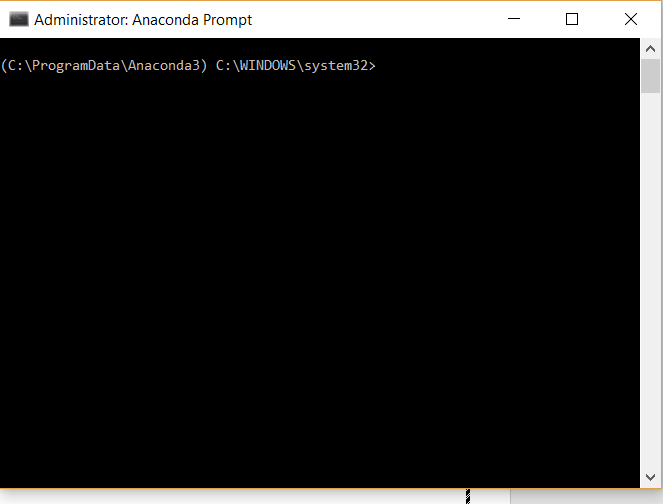 Administrator: Anaconda Prompt
(C:\ProgramData\Anaconda3) C:\WINDOWS\system32>